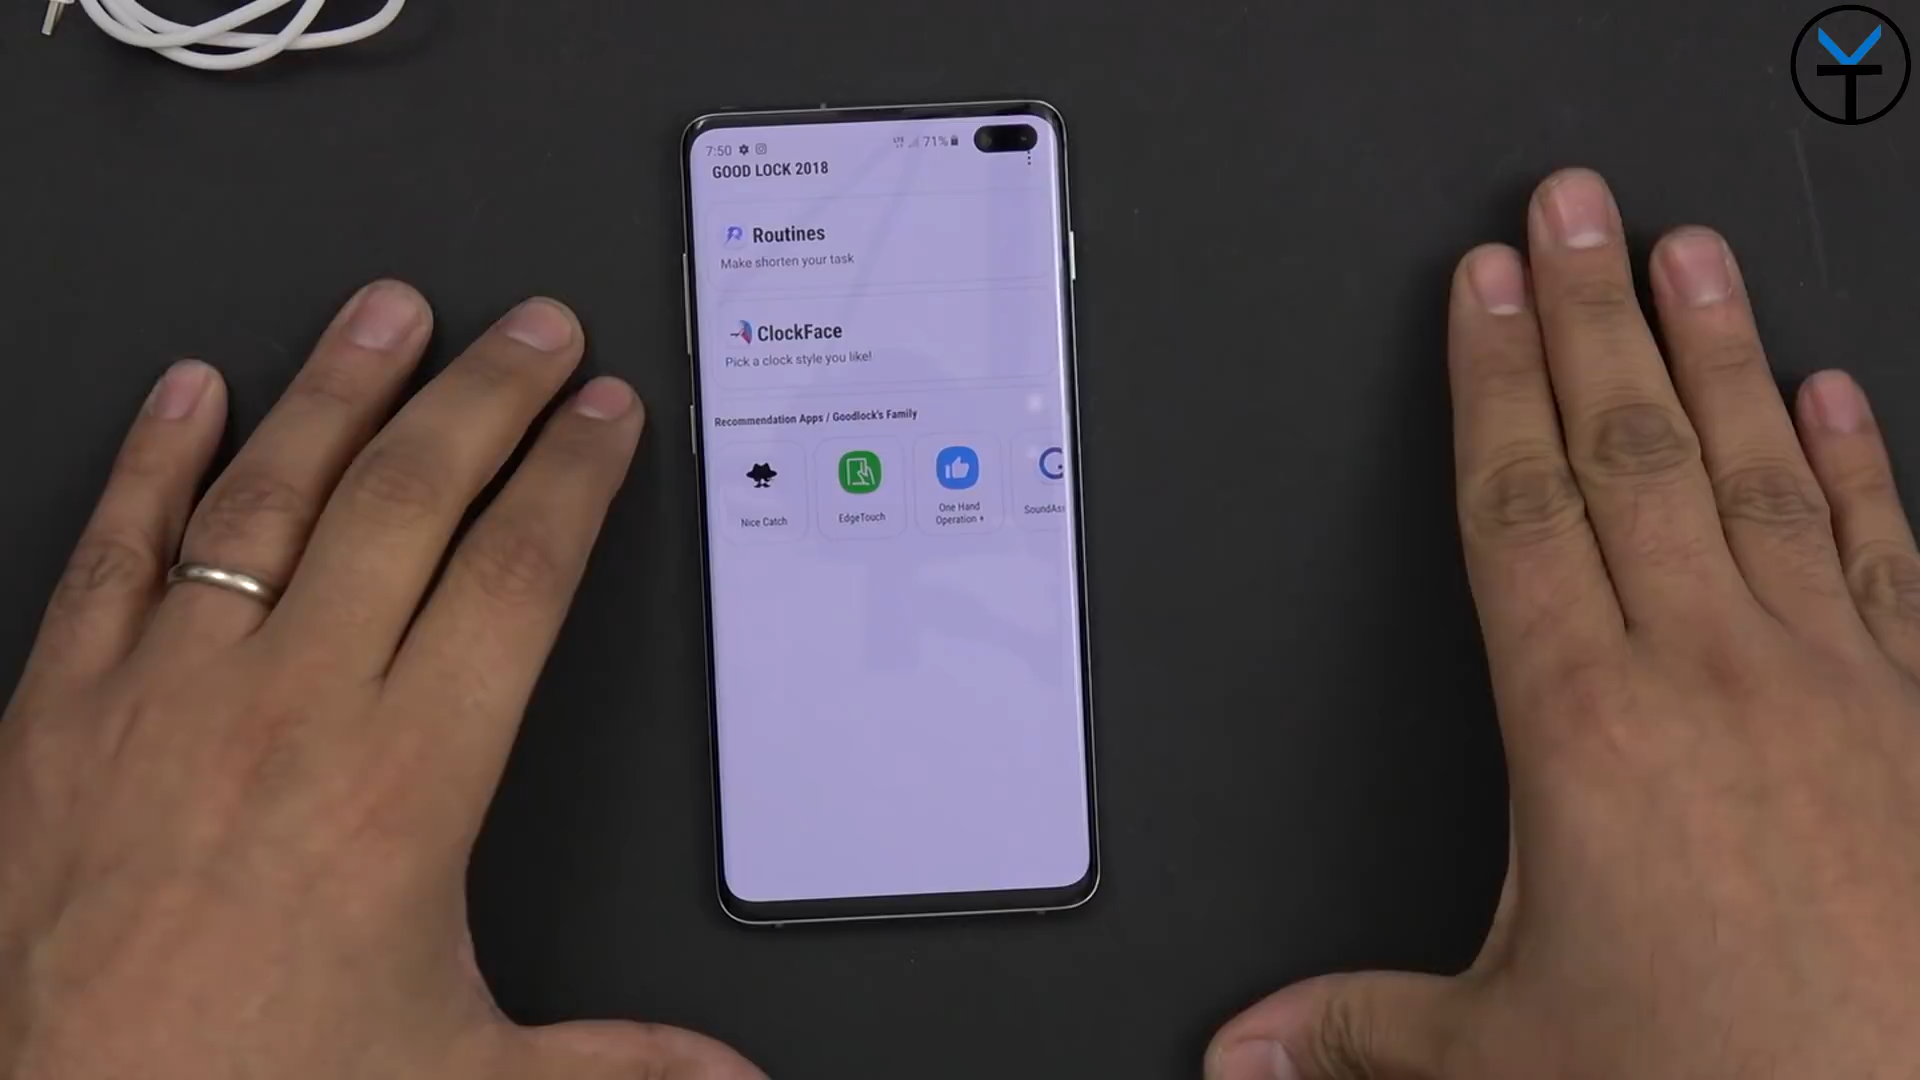 7:50
71%
GOOD LOCK 2018
Routines
Make shorten your task
ClockFace
Pick a clock style you like!
Recommendation Apps / Goodlock's Family
Nice Catch
EdgeTouch
One Hand
Operation +
SoundAss